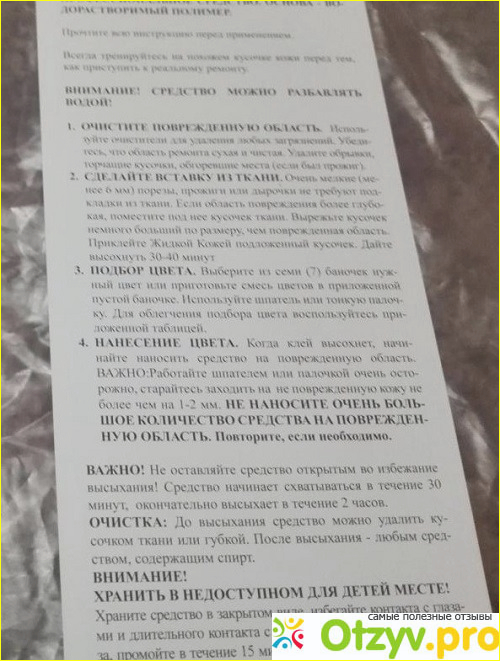 СРЕДСТВО. ОСНОВА - ВО-
ДОРАСТВОРИМЫЙ ПОЛИМЕР.
Прочтите всю инструкцию перед применением.
Всегда тренируйтесь на похожем кусочке кожи перед тем,
как приступить к реальному ремонту.
ВНИМАНИЕ! СРЕДСТВО МОЖНО РАЗБАВЛЯТЬ
ВОДОЙ!
1. ОЧИСТИТЕ ПОВРЕЖДЕННУЮ ОБЛАСТЬ. Исполь-
зуйте очистители для удаления любых загрязнений. Убеди-
тесь, что область ремонта сухая и чистая. Удалите обрывки,
торчащие кусочки, обгоревшие места (если был прожиг).
2. СДЕЛАЙТЕ ВСТАВКУ ИЗ ТКАНИ. Очень мелкие (ме-
нее 6 мм) порезы, прожиги или дырочки не требуют под-
кладки из ткани. Если область повреждения более глубо-
кая, поместите под нее кусочек ткани. Вырежьте кусочек
немного больший по размеру, чем поврежденная область.
Приклейте Жидкой Кожей подложенный кусочек. Дайте
высохнуть 30-40 минут
3. ПОДБОР ЦВЕТА. Выберите из семи (7) баночек нуж-
ный цвет или приготовьте смесь цветов в приложенной
пустой баночке. Используйте шпатель или тонкую палоч-
ку. Для облегчения подбора цвета воспользуйтесь при-
ложенной таблицей.
4. НАНЕСЕНИЕ ЦВЕТА. Когда клей высохнет, начи-
найте наносить средство на поврежденную область.
ВАЖНО:Работайте шпателем или палочкой очень осто-
рожно, старайтесь заходить на не поврежденную кожу не
более чем на 1-2 мм. НЕ НАНОСИТЕ ОЧЕНЬ БОЛЬ-
ШОЕ КОЛИЧЕСТВО СРЕДСТВА НА ПОВРЕЖДЕН-
НУЮ ОБЛАСТЬ. Повторите, если необходимо.
ВАЖНО! Не оставляйте средство открытым во избежание
высыхания! Средство начинает схватываться в течение 30
минут, окончательно высыхает в течение 2 часов.
ОЧИСТКА: До высыхания средство можно удалить ку-
сочком ткани или губкой. После высыхания - любым сред-
ством, содержащим спирт.
ВНИМАНИЕ!
ХРАНИТЬ В НЕДОСТУПНОМ ДЛЯ ДЕТЕЙ МЕСТЕ!
Храните средство в закрытом виде, избегайте контакта с глаза-
ми и длительного контакта с
за, промойте в течение 15 ми
самые полезные отзывы
Otzyv.pro